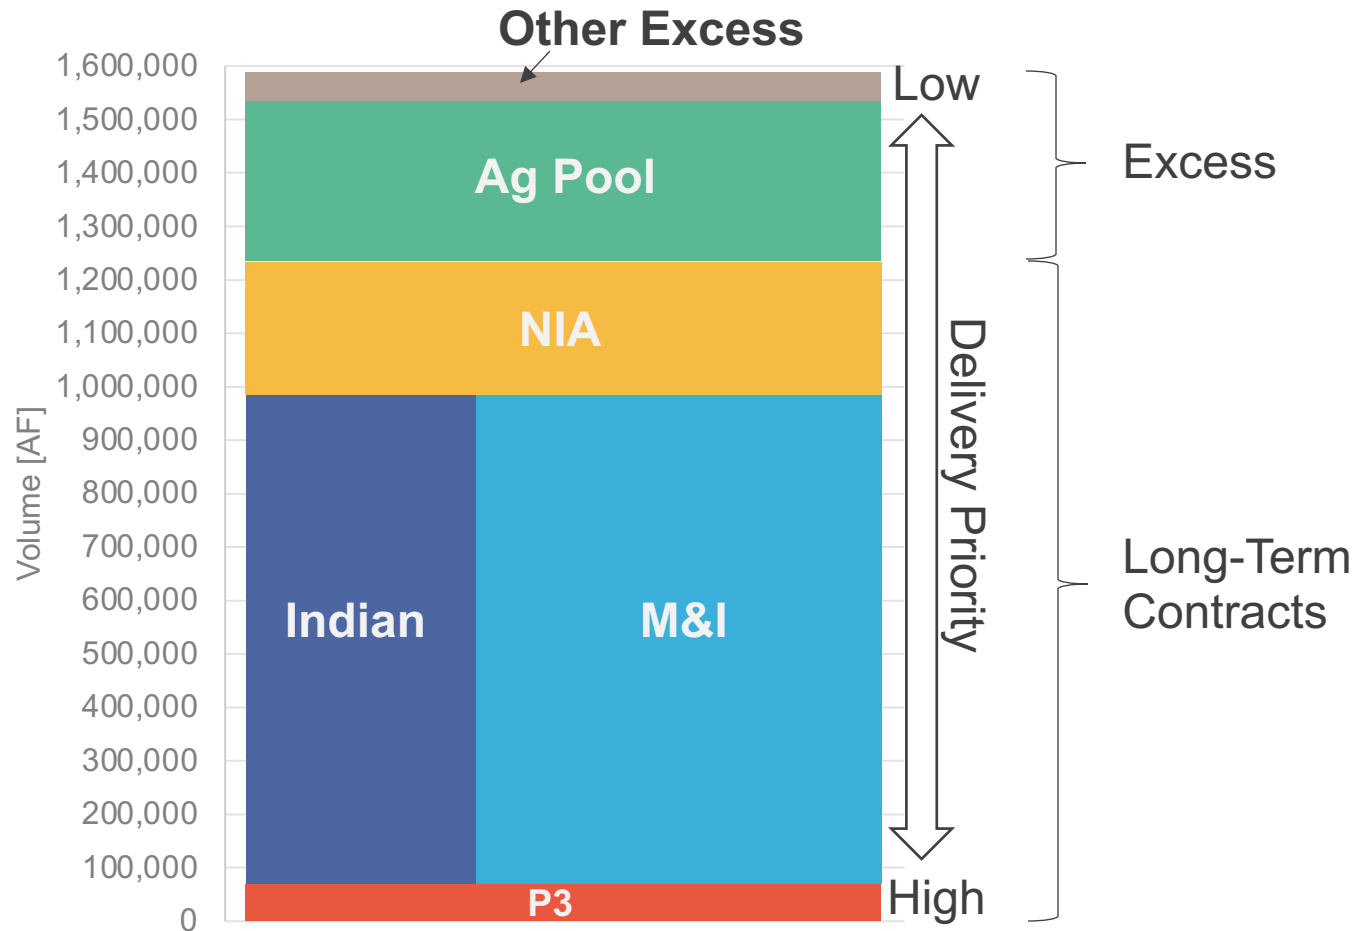 Other Excess
1,600,000
1,500,000
1,400,000
1,300,000
1,200,000
1,100,000
1,000,000
900,000
800,000
700,000
600,000
500,000
400,000
300,000
200,000
100,000
0
Volume [AF]
Ag Pool
NIA
Indian
M&I
P3
Low
Delivery Priority
High
Excess
Long-Term
Contracts